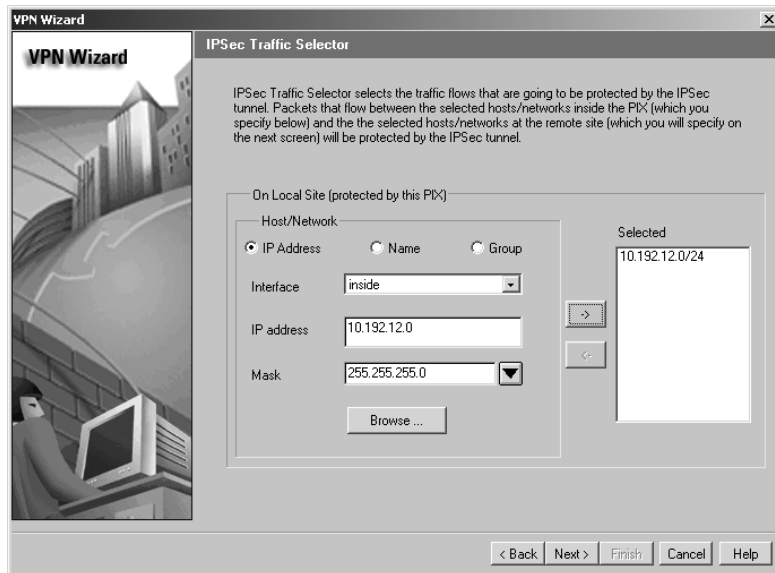 VPN Wizard
VPN Wizard
IPSec Traffic Selector
IPSec Traffic Selector selects the traffic flows that are going to be protected by the IPSec
tunnel. Packets that flow between the selected hosts/networks inside the PIX (which you
specify below) and the the selected hosts/networks at the remote site (which you will specify on
the next screen) will be protected by the IPSec tunnel.
On Local Site (protected by this PIX)
Host/Network
IP Address Name Group
Interface inside
IP address 10.192.12.0
Mask 255.255.255.0
Browse ...
->
<-
Selected
10.192.12.0/24
< Back Next > Finish Cancel Help